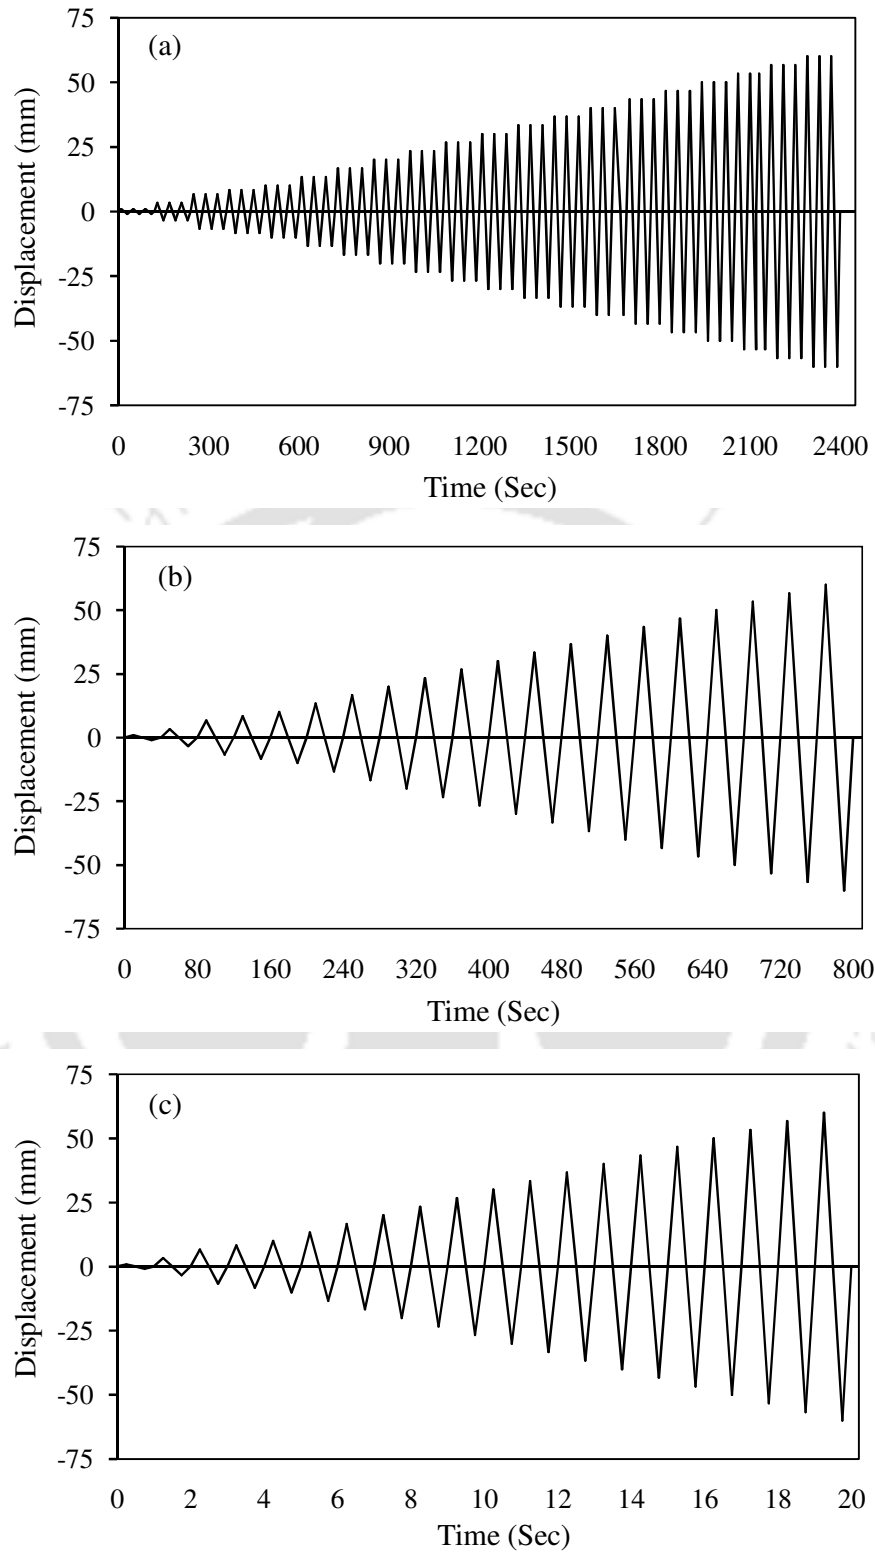 (a)
75
50
25
0
-25
-50
-75
Displacement (mm)
0 300 600 900 1200 1500 1800 2100 2400
Time (Sec)
(b)
75
50
25
0
-25
-50
-75
Displacement (mm)
0 80 160 240 320 400 480 560 640 720 800
Time (Sec)
(c)
75
50
25
0
-25
-50
-75
Displacement (mm)
0 2 4 6 8 10 12 14 16 18 20
Time (Sec)